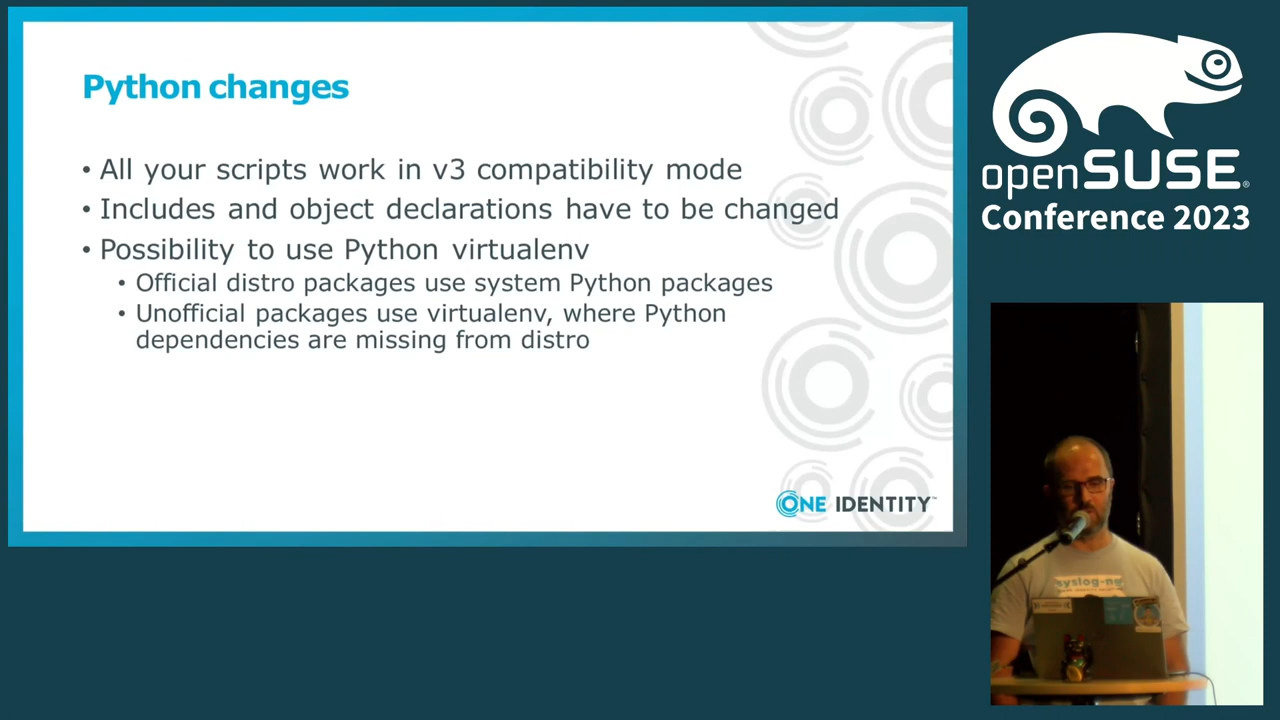 Python changes
• All your scripts work in v3 compatibility mode
• Includes and object declarations have to be changed
• Possibility to use Python virtualenv
• Official distro packages use system Python packages
• Unofficial packages use virtualenv, where Python
dependencies are missing from distro
ONE IDENTITY™
openSUSE®
Conference 2023
syslog-ng